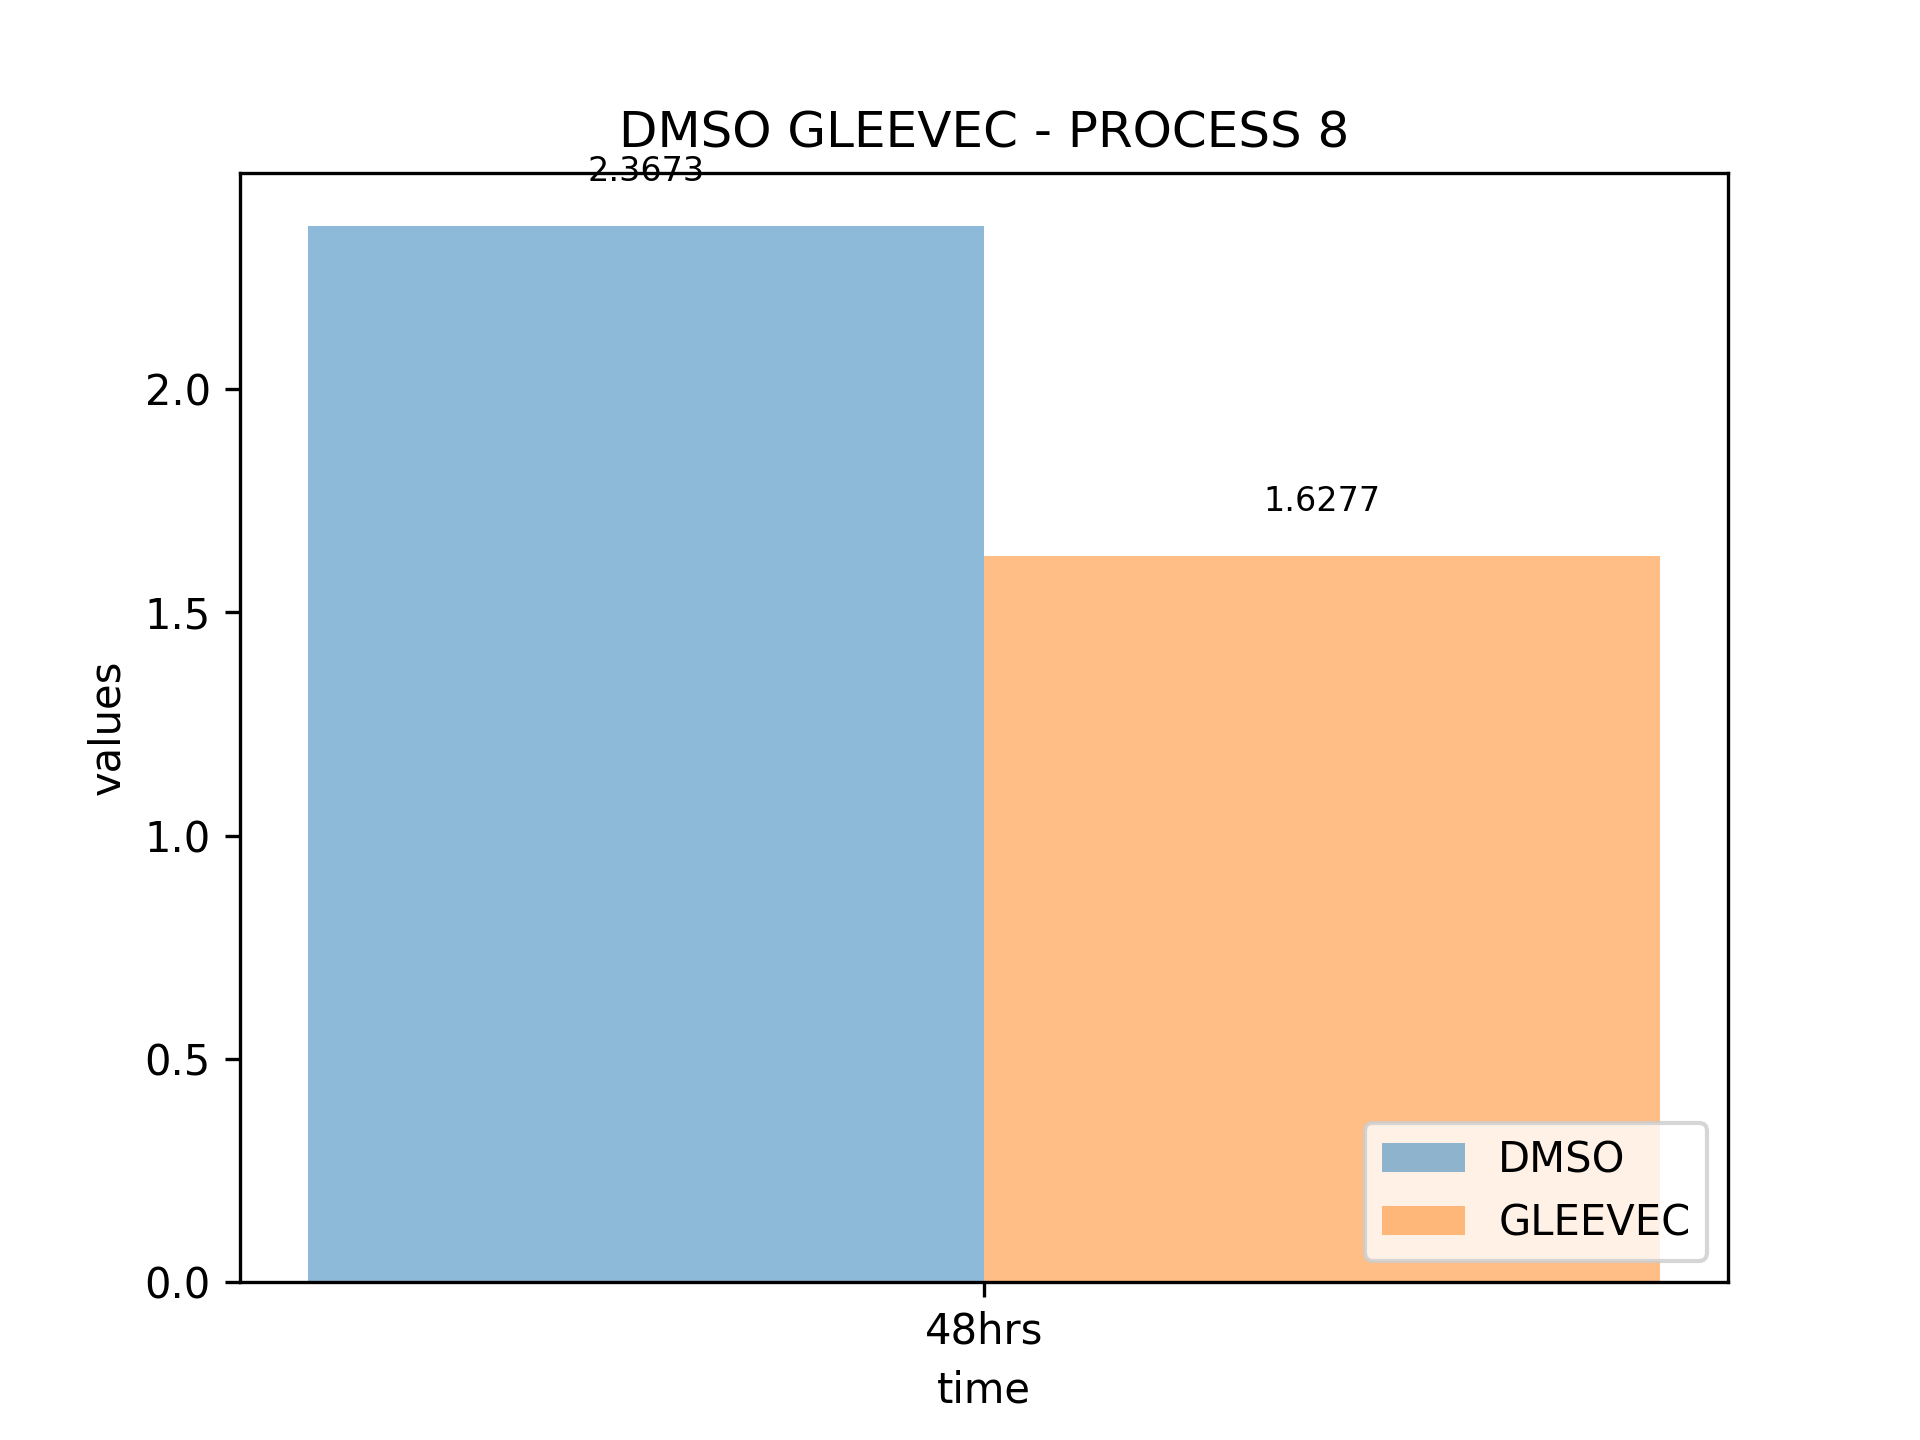 DMSO GLEEVEC - PROCESS 8
2.3673
2.0
1.6277
1.5
values
1.0
0.5
DMSO
GLEEVEC
0.0
48hrs
time